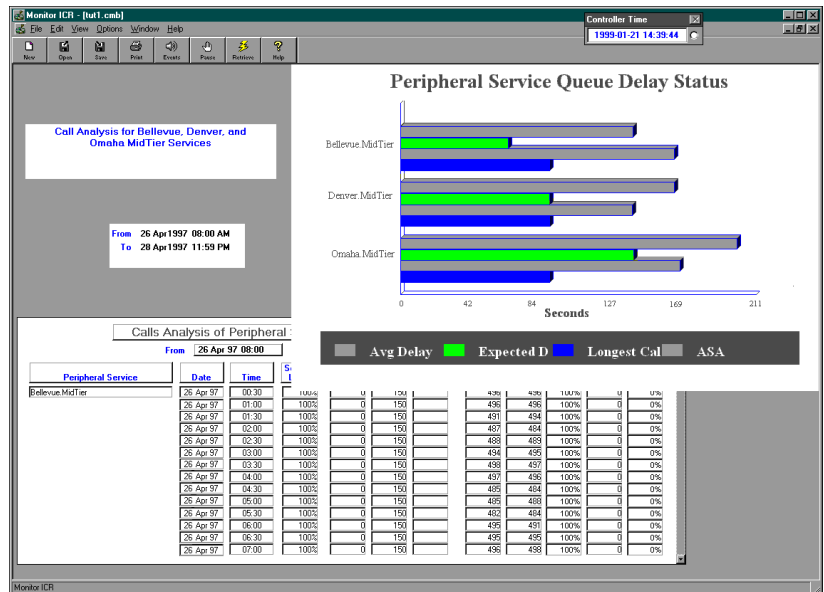 Monitor ICR - [tut1.cmb]
Controller Time
1999-01-21 14:39:44
File Edit View Options Window Help
New Open Save Print Events Pause Retrieve Help
Peripheral Service Queue Delay Status
Call Analysis for Bellevue, Denver, and
Omaha MidTier Services
From 26 Apr1997 08:00 AM
To 28 Apr1997 11:59 PM
Bellevue.MidTier
Denver.MidTier
Omaha.MidTier
0 42 84 127 169 211
Seconds
Avg Delay Expected D Longest Cal ASA
Calls Analysis of Peripheral
From 26 Apr 97 08:00
Peripheral Service Date Time
Bellevue.MidTier 26 Apr 97 00:30 100% 0 150 496 496 100% 0 0%
26 Apr 97 01:00 100% 0 150 496 496 100% 0 0%
26 Apr 97 01:30 100% 0 150 491 494 100% 0 0%
26 Apr 97 02:00 100% 0 150 487 484 100% 0 0%
26 Apr 97 02:30 100% 0 150 488 489 100% 0 0%
26 Apr 97 03:00 100% 0 150 494 495 100% 0 0%
26 Apr 97 03:30 100% 0 150 498 497 100% 0 0%
26 Apr 97 04:00 100% 0 150 497 496 100% 0 0%
26 Apr 97 04:30 100% 0 150 485 484 100% 0 0%
26 Apr 97 05:00 100% 0 150 485 488 100% 0 0%
26 Apr 97 05:30 100% 0 150 482 484 100% 0 0%
26 Apr 97 06:00 100% 0 150 495 491 100% 0 0%
26 Apr 97 06:30 100% 0 150 495 495 100% 0 0%
26 Apr 97 07:00 100% 0 150 496 498 100% 0 0%
Monitor ICR